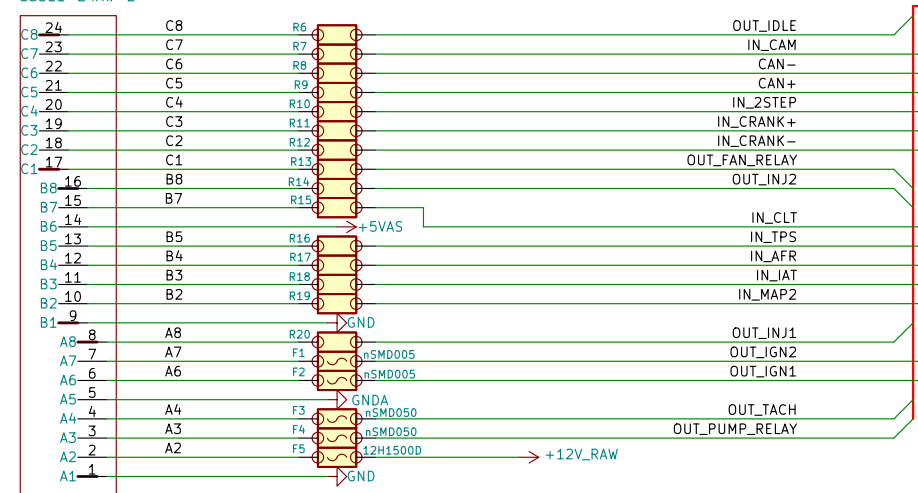 C8 24 C8 R6 OUT_IDLE
C7 23 C7 R7 IN_CAM
C6 22 C6 R8 CAN-
C5 21 C5 R9 CAN+
C4 20 C4 R10 IN_2STEP
C3 19 C3 R11 IN_CRANK+
C2 18 C2 R12 IN_CRANK-
C1 17 C1 R13 OUT_FAN_RELAY
B8 16 B8 R14 OUT_INJ2
B7 15 B7 R15
IN_CLT
B6 14 +5VAS
B5 13 B5 R16 IN_TPS
B4 12 B4 R17 IN_AFR
B3 11 B3 R18 IN_IAT
B2 10 B2 R19 IN_MAP2
B1 9 GND
A8 8 A8 R20 OUT_INJ1
A7 7 A7 F1 nSMD005 OUT_IGN2
A6 6 A6 F2 nSMD005 OUT_IGN1
A5 5 GNDA
A4 4 A4 F3 nSMD050 OUT_TACH
A3 3 A3 F4 nSMD050 OUT_PUMP_RELAY
A2 2 A2 F5 12H1500D +12V_RAW
A1 1 GND